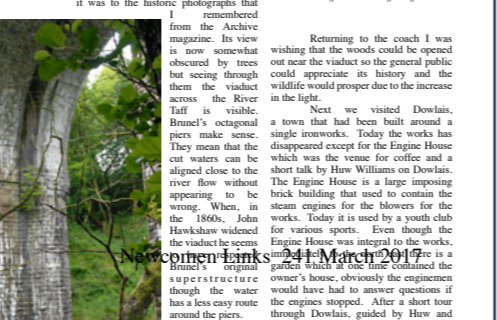 it was to the historic photographs that
I remembered
from the Archive
magazine. Its view
is now somewhat
obscured by trees
but seeing through
them the viaduct
across the River
Taff is visible.
Brunel's octagonal
piers make sense.
They mean that the
cut waters can be
aligned close to the
river flow without
appearing to be
wrong. When, in
the 1860s, John
Hawkshaw widened
the viaduct he seems
Brunel's original
superstructure
though the water
has a less easy route
around the piers.
Returning to the coach I was
wishing that the woods could be opened
out near the viaduct so the general public
could appreciate its history and the
wildlife would prosper due to the increase
in the light.
Next we visited Dowlais,
a town that had been built around a
single ironworks. Today the works has
disappeared except for the Engine House
which was the venue for coffee and a
short talk by Huw Williams on Dowlais.
The Engine House is a large imposing
brick building that used to contain the
steam engines for the blowers for the
works. Today it is used by a youth club
for various sports. Even though the
Engine House was integral to the works,
immediately to the north east there is a
garden which at one time contained the
owner's house, obviously the enginemen
would have had to answer questions if
the engines stopped. After a short tour
through Dowlais, guided by Huw and
Newcomen Links 241 March 2017